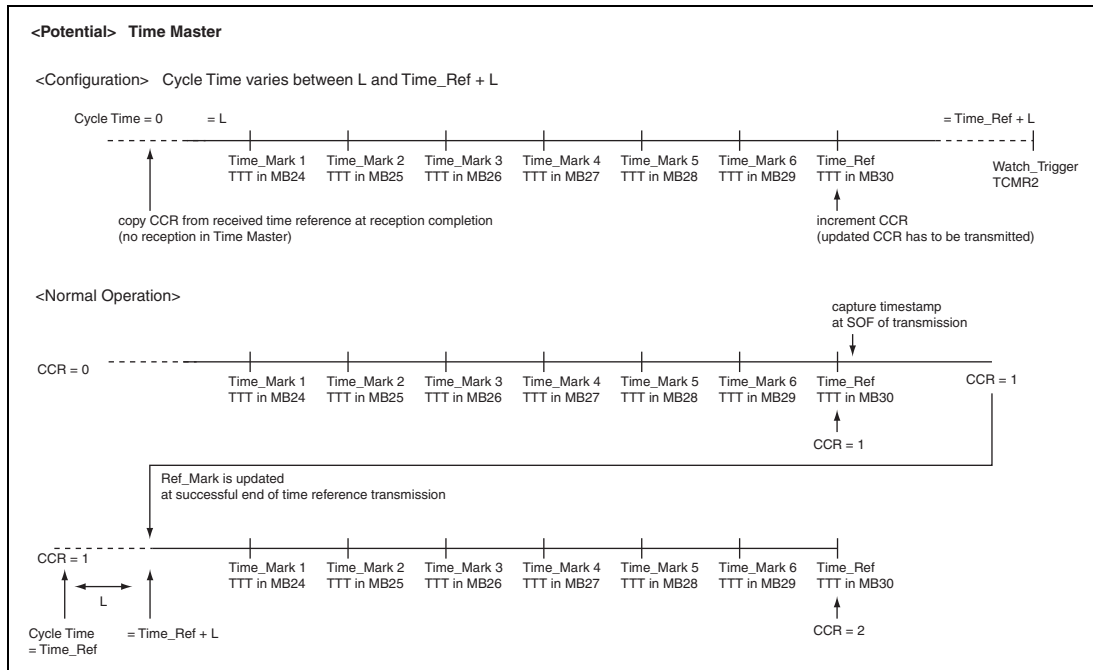 <Potential> Time Master
<Configuration> Cycle Time varies between L and Time_Ref + L
Cycle Time = 0
= L
= Time_Ref + L
Time_Mark 1
TTT in MB24
Time_Mark 2
TTT in MB25
Time_Mark 3
TTT in MB26
Time_Mark 4
TTT in MB27
Time_Mark 5
TTT in MB28
Time_Mark 6
TTT in MB29
Time_Ref
TTT in MB30
Watch_Trigger
TCMR2
copy CCR from received time reference at reception completion
(no reception in Time Master)
increment CCR
(updated CCR has to be transmitted)
<Normal Operation>
capture timestamp
at SOF of transmission
CCR = 0
Time_Mark 1
TTT in MB24
Time_Mark 2
TTT in MB25
Time_Mark 3
TTT in MB26
Time_Mark 4
TTT in MB27
Time_Mark 5
TTT in MB28
Time_Mark 6
TTT in MB29
Time_Ref
TTT in MB30
CCR = 1
CCR = 1
Ref_Mark is updated
at successful end of time reference transmission
CCR = 1
Time_Mark 1
TTT in MB24
Time_Mark 2
TTT in MB25
Time_Mark 3
TTT in MB26
Time_Mark 4
TTT in MB27
Time_Mark 5
TTT in MB28
Time_Mark 6
TTT in MB29
Time_Ref
TTT in MB30
L
Cycle Time
= Time_Ref
= Time_Ref + L
CCR = 2